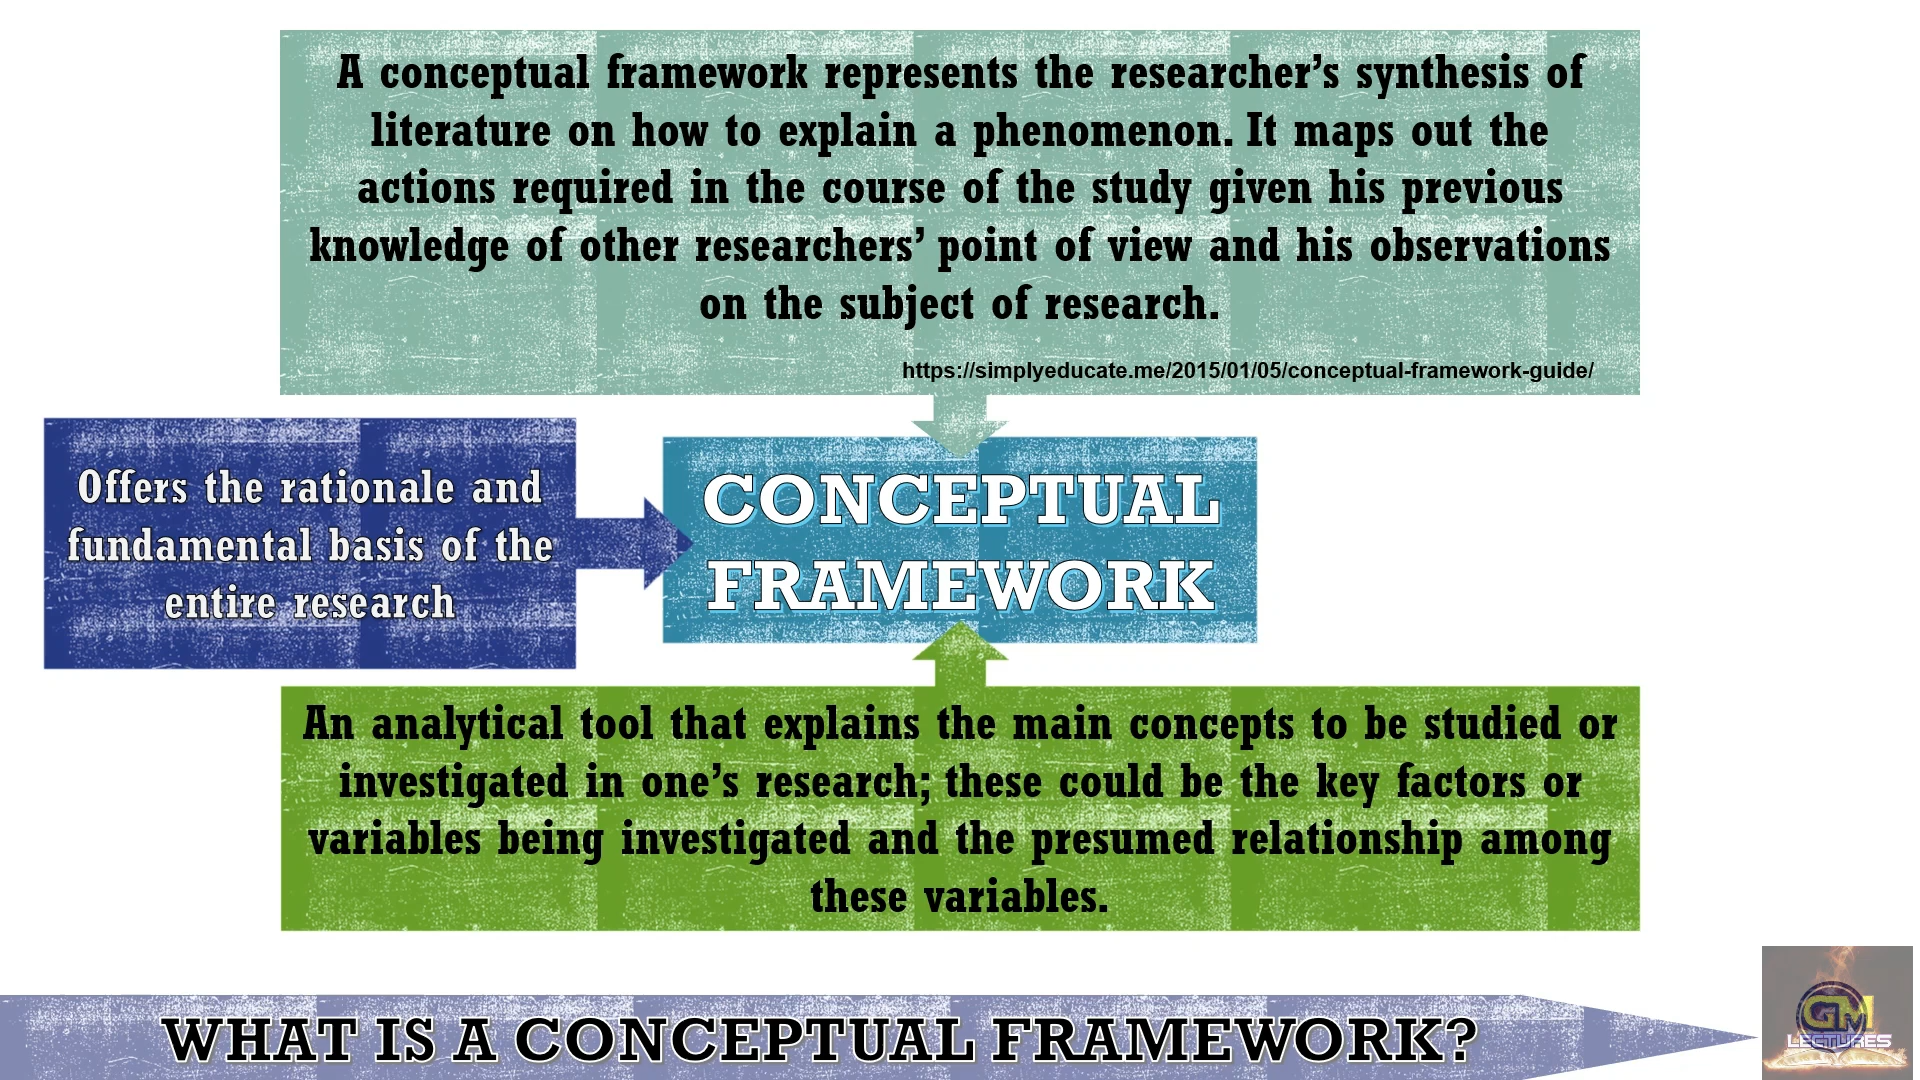 A conceptual framework represents the researcher’s synthesis of
literature on how to explain a phenomenon. It maps out the
actions required in the course of the study given his previous
knowledge of other researchers’ point of view and his observations
on the subject of research.
https://simplyeducate.me/2015/01/05/conceptual-framework-guide/
Offers the rationale and
fundamental basis of the
entire research
CONCEPTUAL
FRAMEWORK
An analytical tool that explains the main concepts to be studied or
investigated in one’s research; these could be the key factors or
variables being investigated and the presumed relationship among
these variables.
WHAT IS A CONCEPTUAL FRAMEWORK?
GM
LECTURES